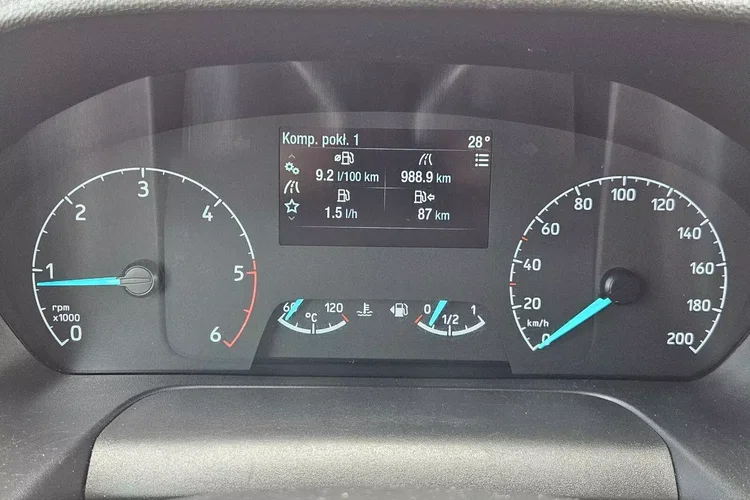 Komp. pokł. 1 28°
9.2 l/100 km 988.9 km
1.5 l/h 87 km
0 1 2 3 4 5 6
rpm
x1000
60 120
°C
0 1/2 1
0 20 40 60 80 100 120 140 160 180 200
km/h